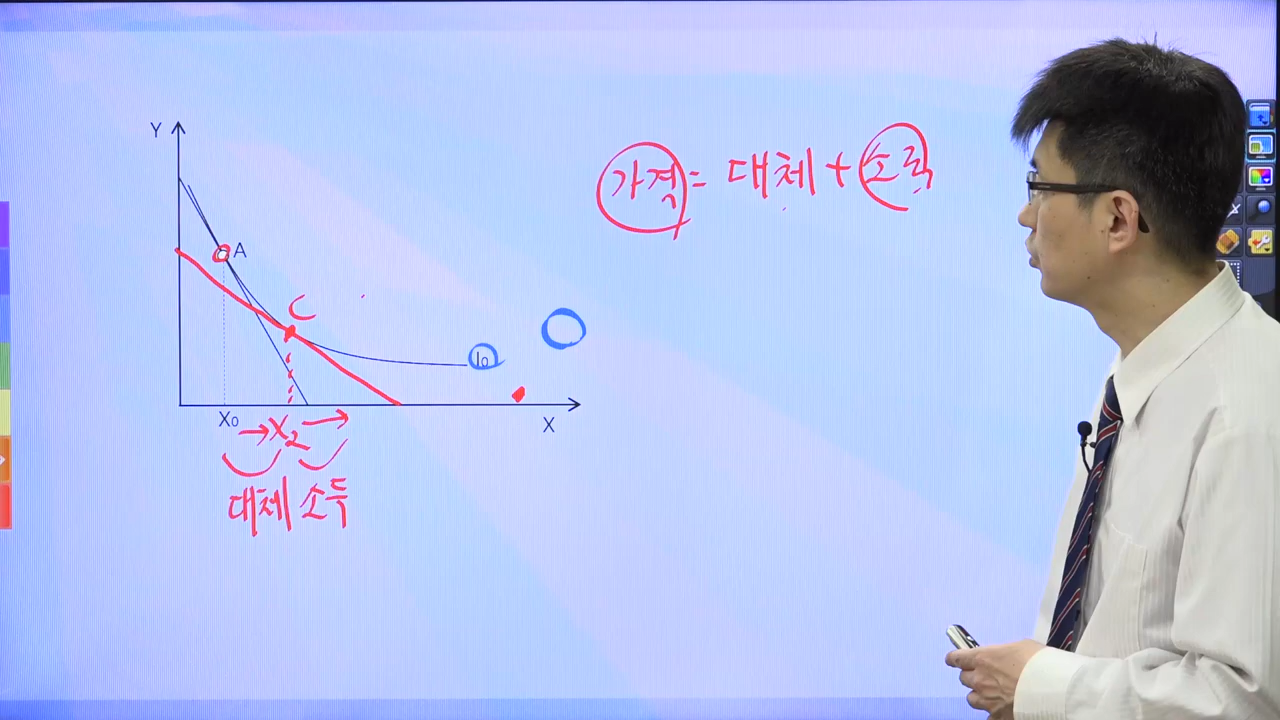 가격 = 대체 + 소득
Y
A
C
I₀
X₀ → X₂ →
X
대체 소득